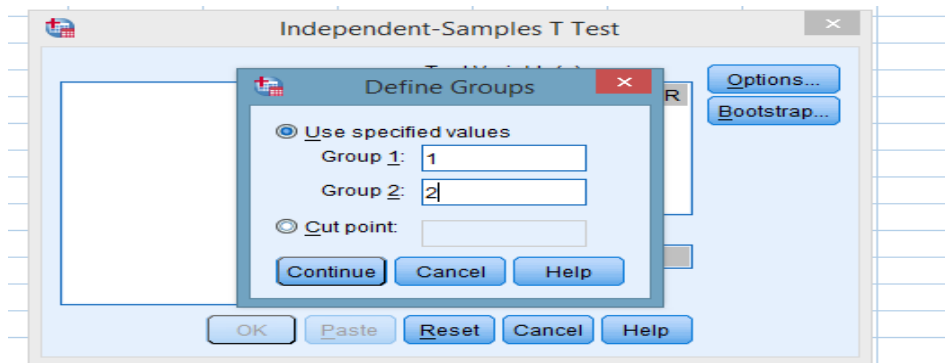 Independent-Samples T Test
Define Groups
Use specified values
Group 1: 1
Group 2: 2
Cut point:
Continue Cancel Help
R
Options...
Bootstrap...
OK Paste Reset Cancel Help